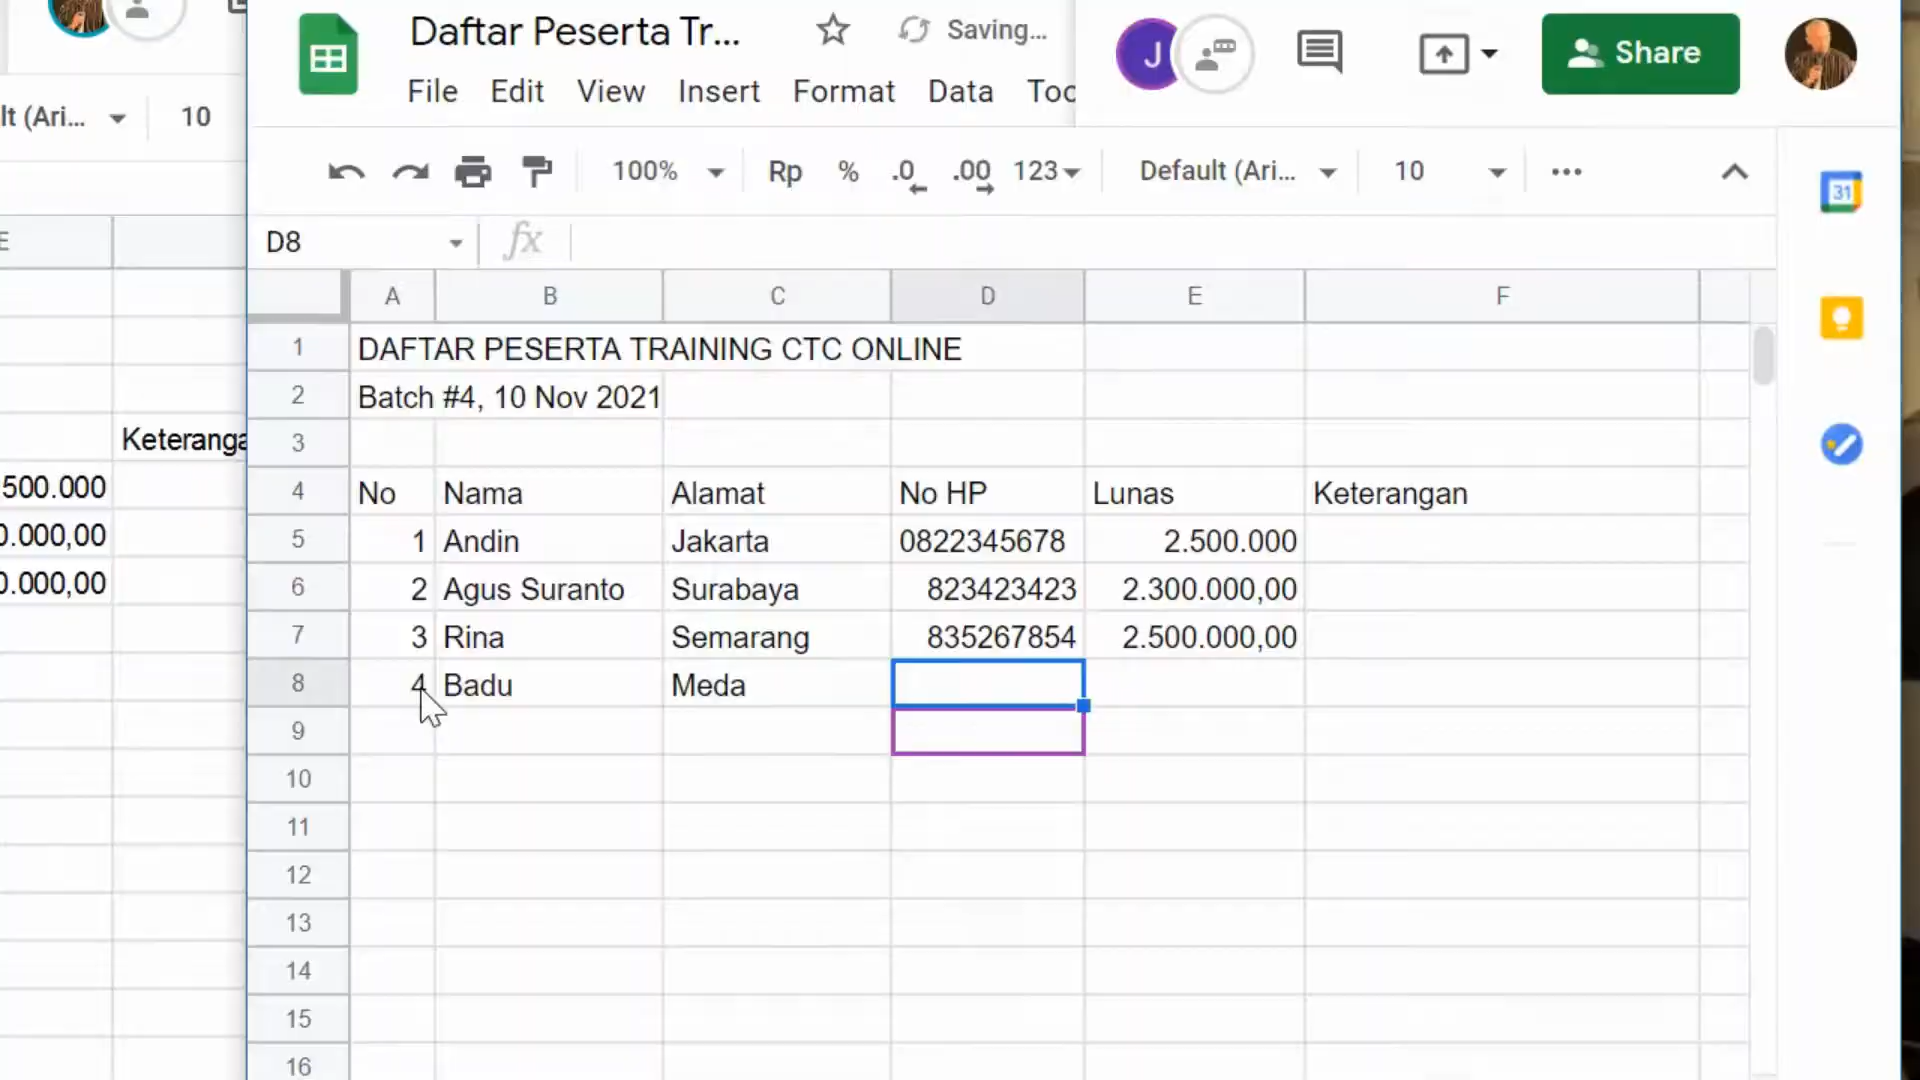 Daftar Peserta Tr...
Saving...
J
Share
File Edit View Insert Format Data Too
lt (Ari... 10
100% Rp % .0 .00 123 Default (Ari... 10
31
D8 fx
E
A B C D E F
1 DAFTAR PESERTA TRAINING CTC ONLINE
2 Batch #4, 10 Nov 2021
3
Keteranga
4 No Nama Alamat No HP Lunas Keterangan
500.000
5 1 Andin Jakarta 0822345678 2.500.000
0.000,00
6 2 Agus Suranto Surabaya 823423423 2.300.000,00
0.000,00
7 3 Rina Semarang 835267854 2.500.000,00
8 4 Badu Meda
9
10
11
12
13
14
15
16